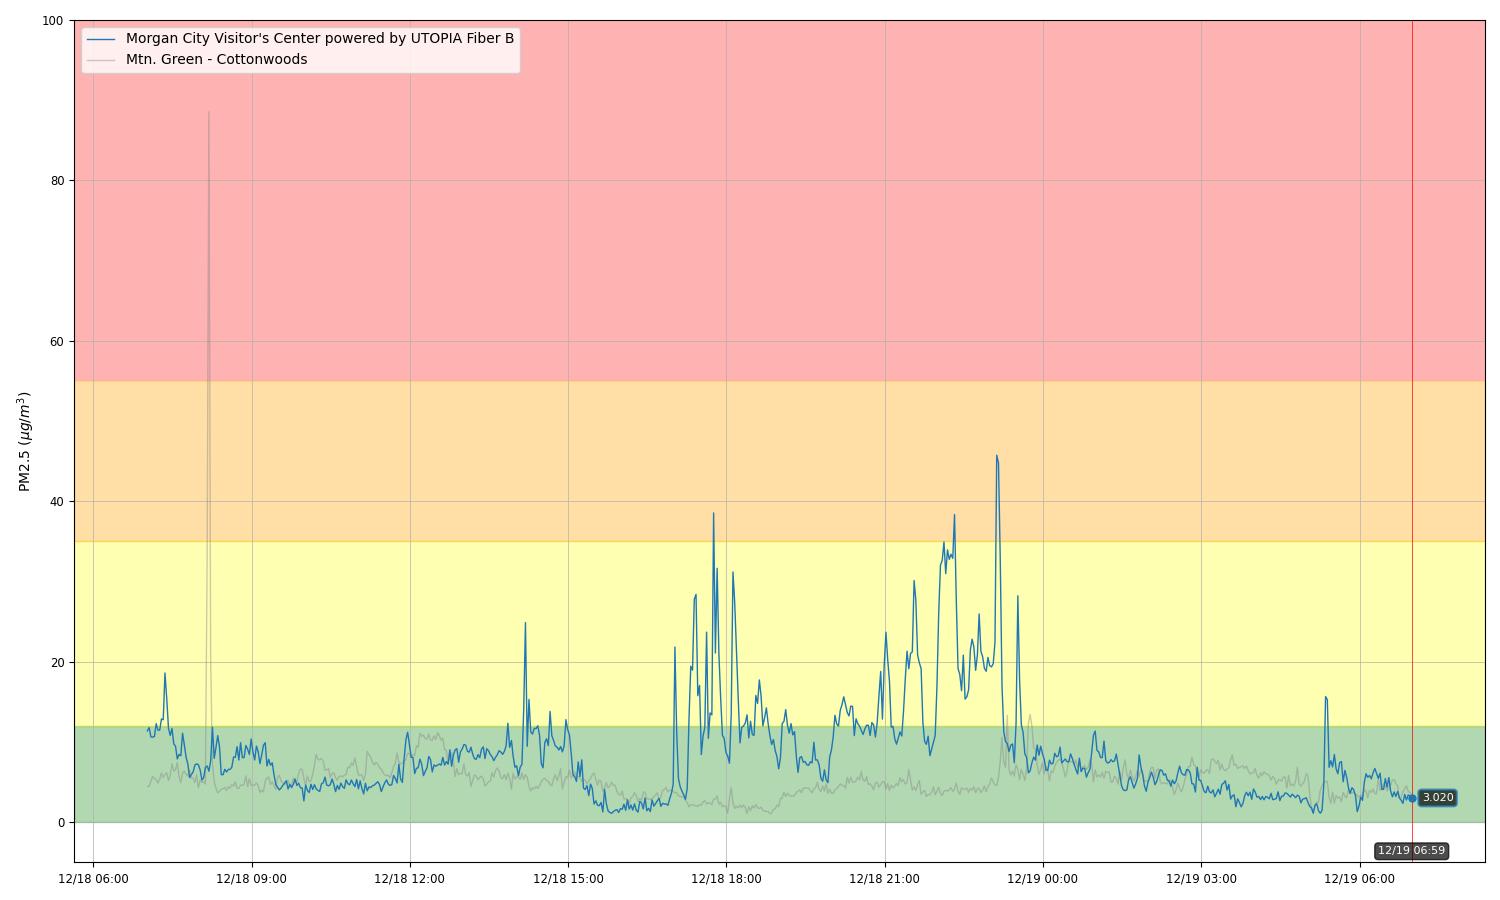 100
80
60
40
20
0
PM2.5 (μg/m³)
Morgan City Visitor's Center powered by UTOPIA Fiber B
Mtn. Green - Cottonwoods
3.020
12/19 06:59
12/18 06:00 12/18 09:00 12/18 12:00 12/18 15:00 12/18 18:00 12/18 21:00 12/19 00:00 12/19 03:00 12/19 06:00